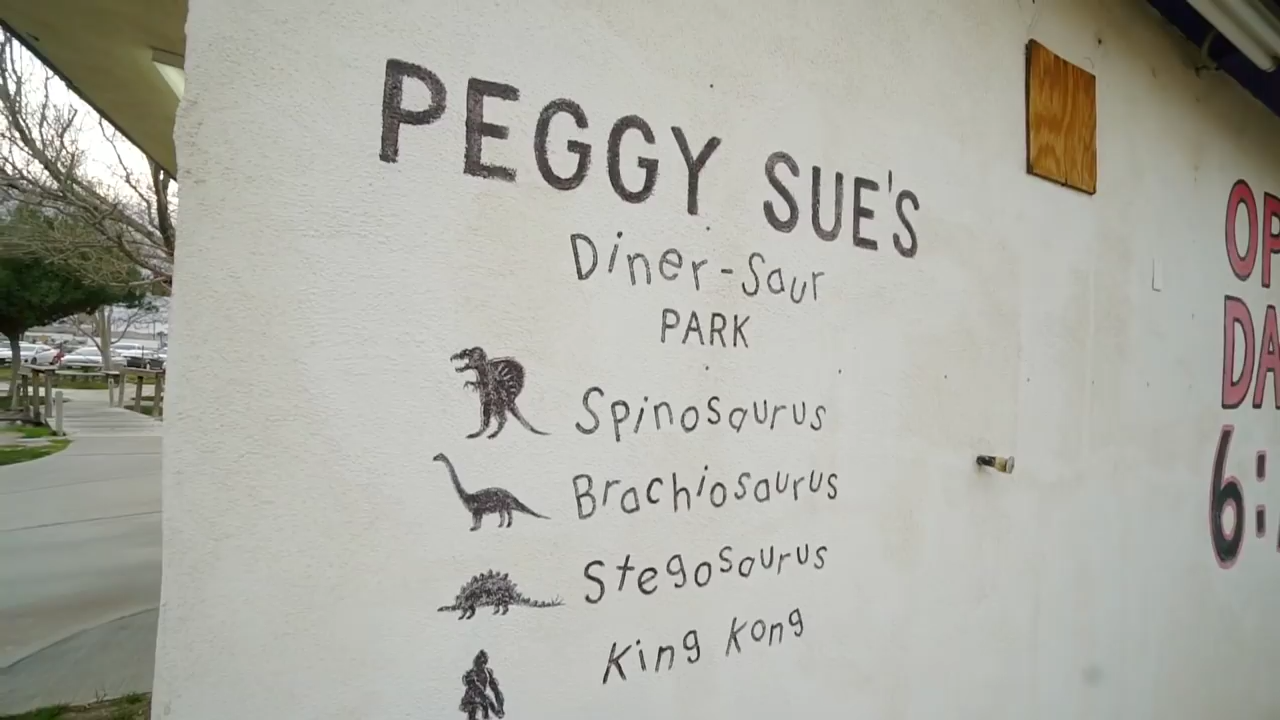 PEGGY SUE'S
Diner-Saur
PARK
Spinosaurus
Brachiosaurus
Stegosaurus
King Kong
OP
DA
6: